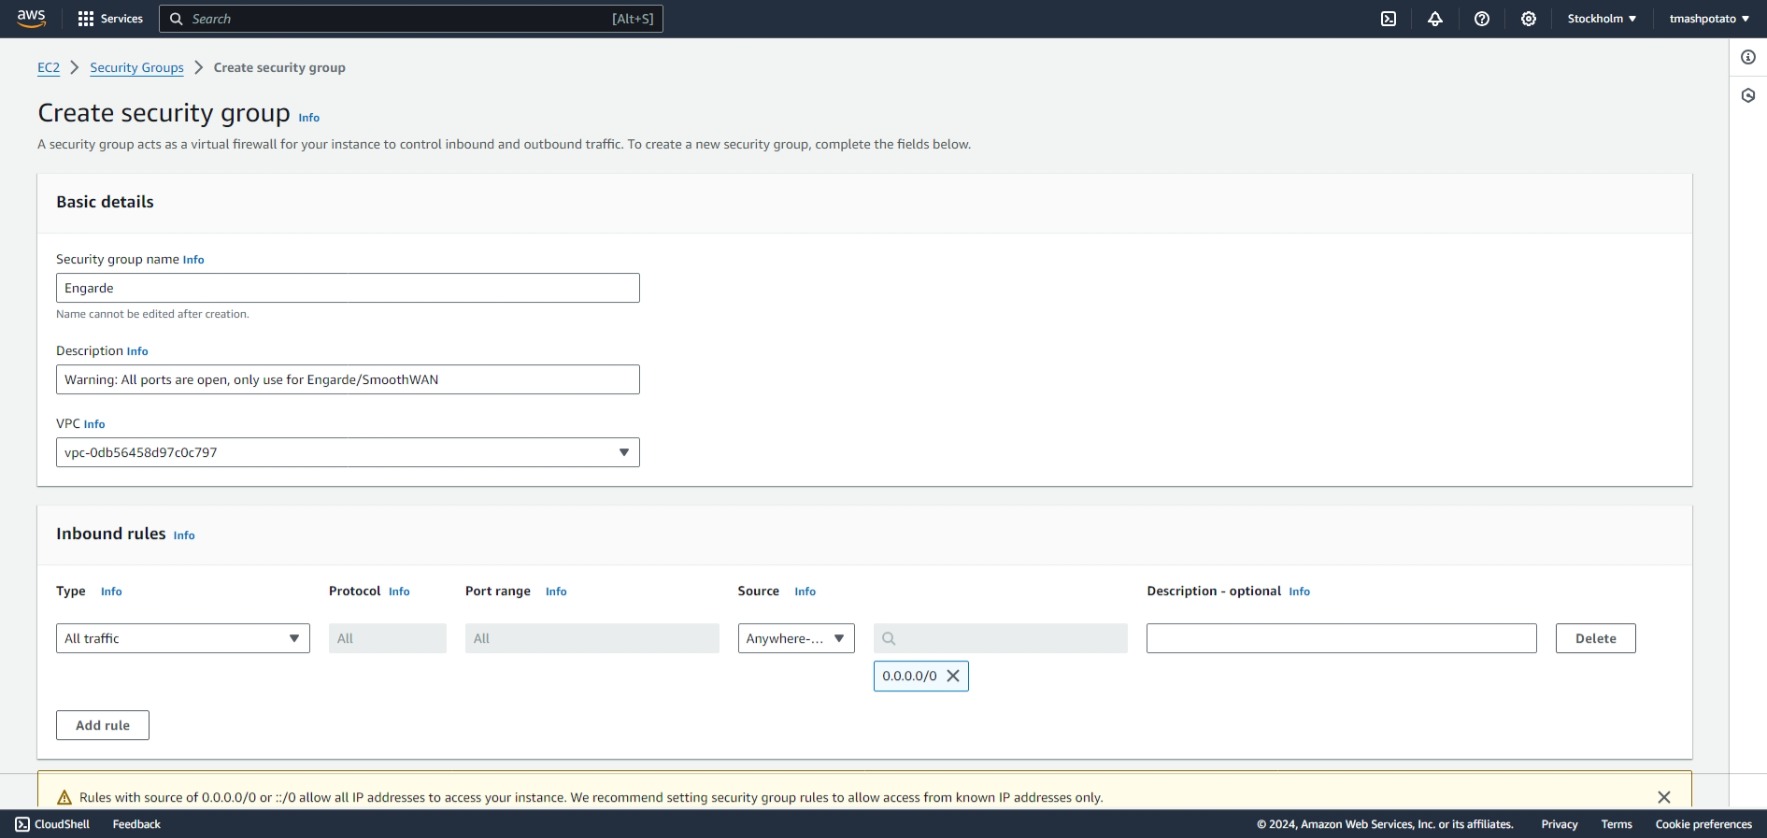 aws
Services
Search
[Alt+S]
Stockholm
tmashpotato
EC2
Security Groups
Create security group
Create security group Info
A security group acts as a virtual firewall for your instance to control inbound and outbound traffic. To create a new security group, complete the fields below.
Basic details
Security group name Info
Engarde
Name cannot be edited after creation.
Description Info
Warning: All ports are open, only use for Engarde/SmoothWAN
VPC Info
vpc-0db56458d97c0c797
Inbound rules Info
Type Info
Protocol Info
Port range Info
Source Info
Description - optional Info
All traffic
All
All
Anywhere-...
Delete
0.0.0.0/0
Add rule
Rules with source of 0.0.0.0/0 or ::/0 allow all IP addresses to access your instance. We recommend setting security group rules to allow access from known IP addresses only.
CloudShell
Feedback
© 2024, Amazon Web Services, Inc. or its affiliates.
Privacy
Terms
Cookie preferences